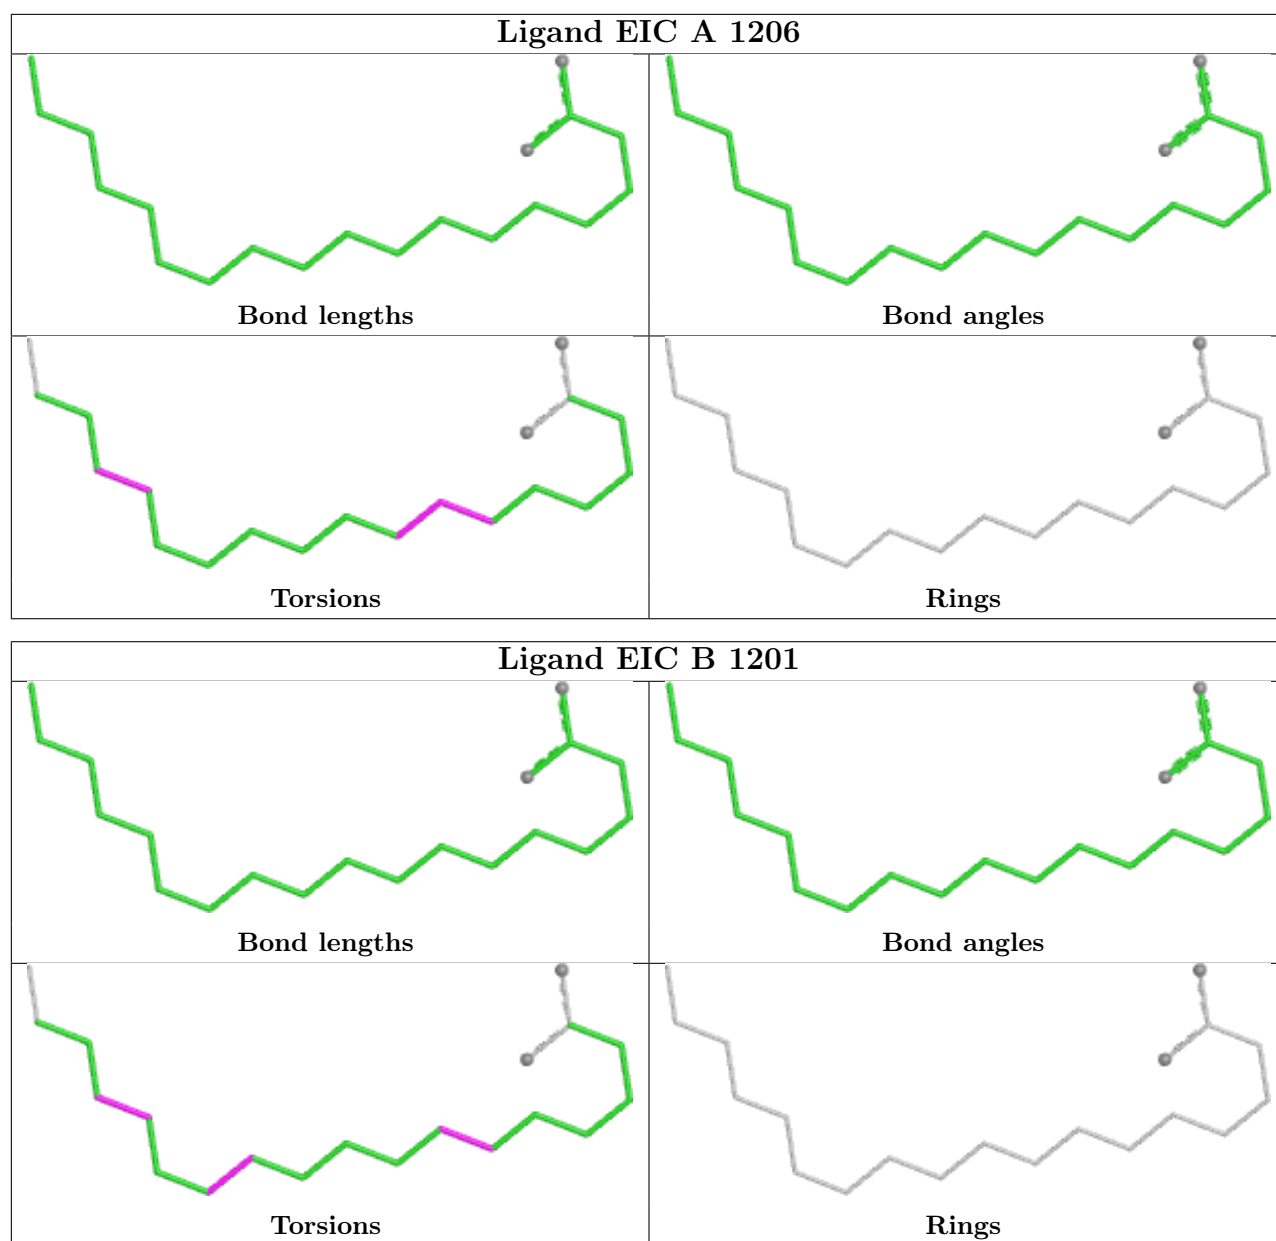 Ligand EIC A 1206
Bond lengths
Bond angles
Torsions
Rings
Ligand EIC B 1201
Bond lengths
Bond angles
Torsions
Rings